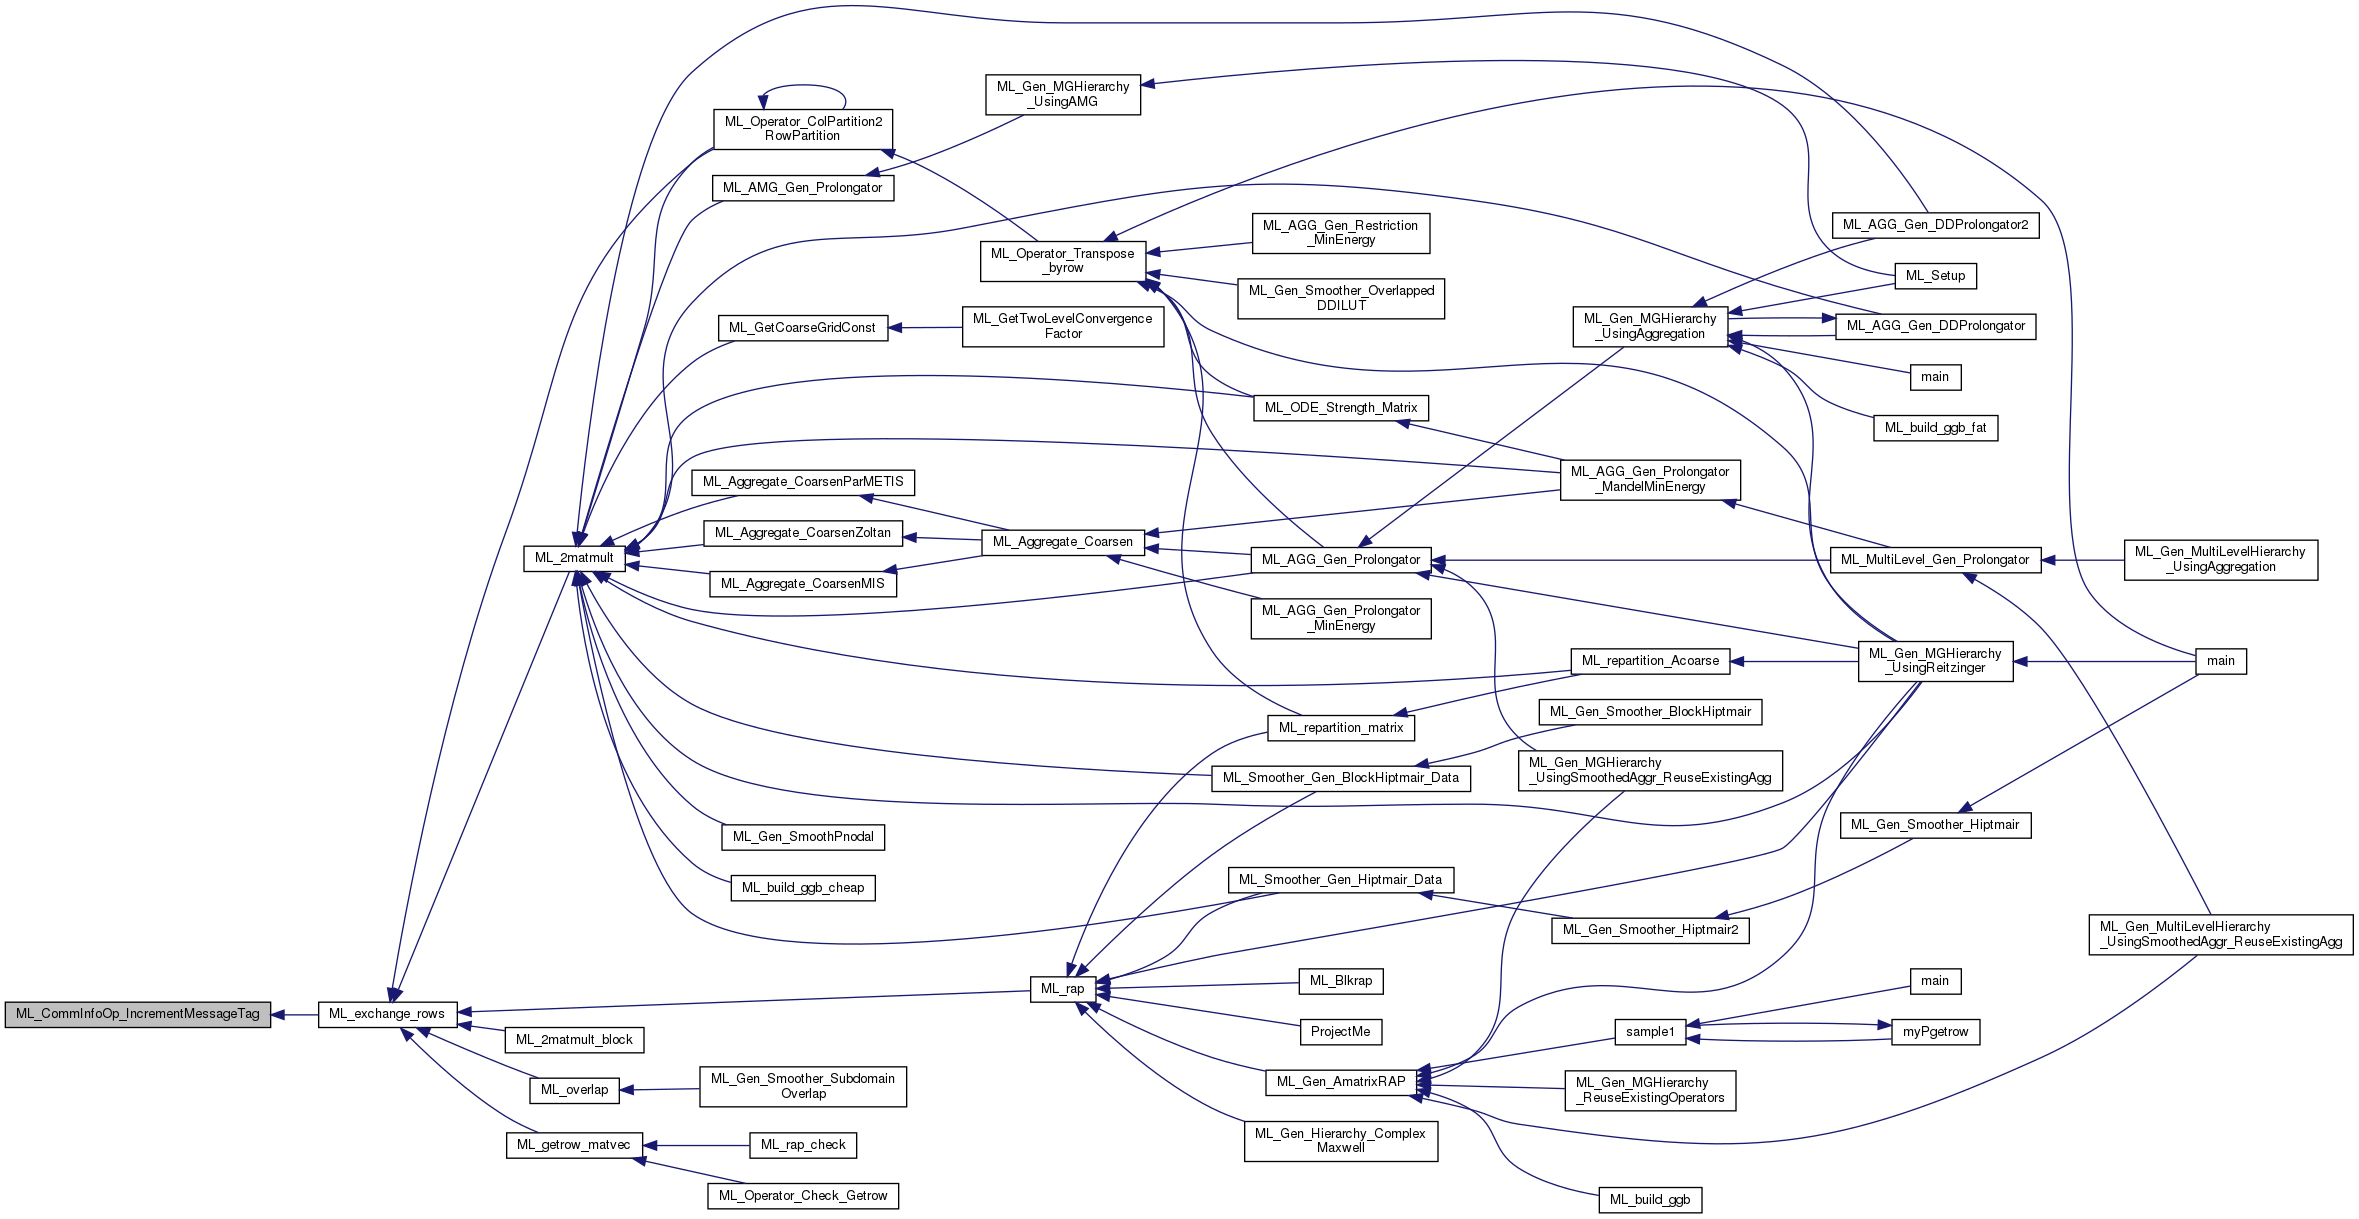 ML_CommInfoOp_IncrementMessageTag
ML_exchange_rows
ML_2matmult
ML_2matmult_block
ML_overlap
ML_getrow_matvec
ML_Operator_ColPartition2
RowPartition
ML_AMG_Gen_Prolongator
ML_GetCoarseGridConst
ML_Aggregate_CoarsenParMETIS
ML_Aggregate_CoarsenZoltan
ML_Aggregate_CoarsenMIS
ML_Gen_SmoothPnodal
ML_build_ggb_cheap
ML_Gen_Smoother_Subdomain
Overlap
ML_rap_check
ML_Operator_Check_Getrow
ML_Gen_MGHierarchy
_UsingAMG
ML_Operator_Transpose
_byrow
ML_GetTwoLevelConvergence
Factor
ML_Aggregate_Coarsen
ML_rap
ML_AGG_Gen_Restriction
_MinEnergy
ML_Gen_Smoother_Overlapped
DDILUT
ML_ODE_Strength_Matrix
ML_AGG_Gen_Prolongator
ML_AGG_Gen_Prolongator
_MinEnergy
ML_repartition_matrix
ML_Smoother_Gen_BlockHiptmair_Data
ML_Smoother_Gen_Hiptmair_Data
ML_Blkrap
ProjectMe
ML_Gen_AmatrixRAP
ML_Gen_Hierarchy_Complex
Maxwell
ML_Gen_MGHierarchy
_UsingAggregation
ML_AGG_Gen_Prolongator
_MandelMinEnergy
ML_repartition_Acoarse
ML_Gen_Smoother_BlockHiptmair
ML_Gen_MGHierarchy
_UsingSmoothedAggr_ReuseExistingAgg
ML_Gen_Smoother_Hiptmair2
sample1
ML_Gen_MGHierarchy
_ReuseExistingOperators
ML_build_ggb
ML_AGG_Gen_DDProlongator2
ML_Setup
ML_AGG_Gen_DDProlongator
main
ML_build_ggb_fat
ML_MultiLevel_Gen_Prolongator
ML_Gen_MGHierarchy
_UsingReitzinger
ML_Gen_Smoother_Hiptmair
main
myPgetrow
ML_Gen_MultiLevelHierarchy
_UsingAggregation
main
ML_Gen_MultiLevelHierarchy
_UsingSmoothedAggr_ReuseExistingAgg